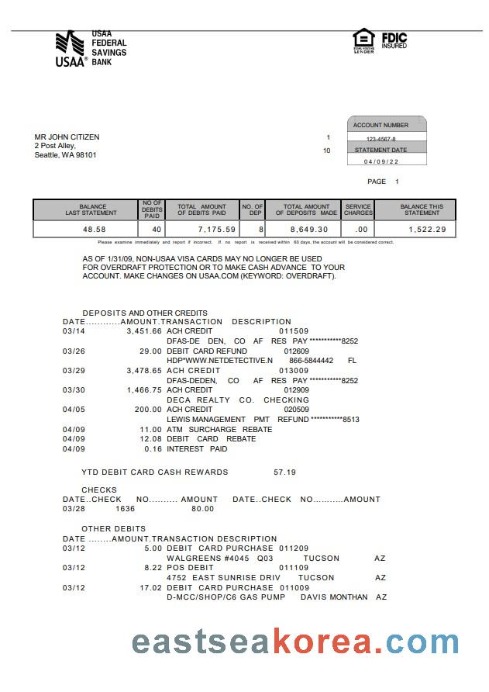 USAA
FEDERAL
SAVINGS
BANK
USAA®
EQUAL HOUSING
LENDER
FDIC
INSURED
MR JOHN CITIZEN
2 Post Alley,
Seattle, WA 98101
1
10
ACCOUNT NUMBER
123-4567-8
STATEMENT DATE
04/09/22
PAGE 1
BALANCE LAST STATEMENT NO OF DEBITS PAID TOTAL AMOUNT OF DEBITS PAID NO. OF DEP TOTAL AMOUNT OF DEPOSITS MADE SERVICE CHARGES BALANCE THIS STATEMENT
48.58 40 7,175.59 8 8,649.30 .00 1,522.29
Please examine immediately and report if incorrect. If no report is received within 60 days, the account will be considered correct.
AS OF 1/31/09, NON-USAA VISA CARDS MAY NO LONGER BE USED
FOR OVERDRAFT PROTECTION OR TO MAKE CASH ADVANCE TO YOUR
ACCOUNT. MAKE CHANGES ON USAA.COM (KEYWORD: OVERDRAFT).
DEPOSITS AND OTHER CREDITS
DATE............AMOUNT.TRANSACTION DESCRIPTION
03/14 3,451.66 ACH CREDIT 011509
DFAS-DE DEN, CO AF RES PAY ***********8252
03/26 29.00 DEBIT CARD REFUND 012609
HDP*WWW.NETDETECTIVE.N 866-5844442 FL
03/29 3,478.65 ACH CREDIT 013009
DFAS-DEDEN, CO AF RES PAY ***********8252
03/30 1,466.75 ACH CREDIT 012909
DECA REALTY CO. CHECKING
04/05 200.00 ACH CREDIT 020509
LEWIS MANAGEMENT PMT REFUND ***********8513
04/09 11.00 ATM SURCHARGE REBATE
04/09 12.08 DEBIT CARD REBATE
04/09 0.16 INTEREST PAID
YTD DEBIT CARD CASH REWARDS 57.19
CHECKS
DATE..CHECK NO.......... AMOUNT DATE..CHECK NO...........AMOUNT
03/28 1636 80.00
OTHER DEBITS
DATE ........AMOUNT.TRANSACTION DESCRIPTION
03/12 5.00 DEBIT CARD PURCHASE 011209
WALGREENS #4045 Q03 TUCSON AZ
03/12 8.22 POS DEBIT 011109
4752 EAST SUNRISE DRIV TUCSON AZ
03/12 17.02 DEBIT CARD PURCHASE 011009
D-MCC/SHOP/C6 GAS PUMP DAVIS MONTHAN AZ
eastseakorea.com